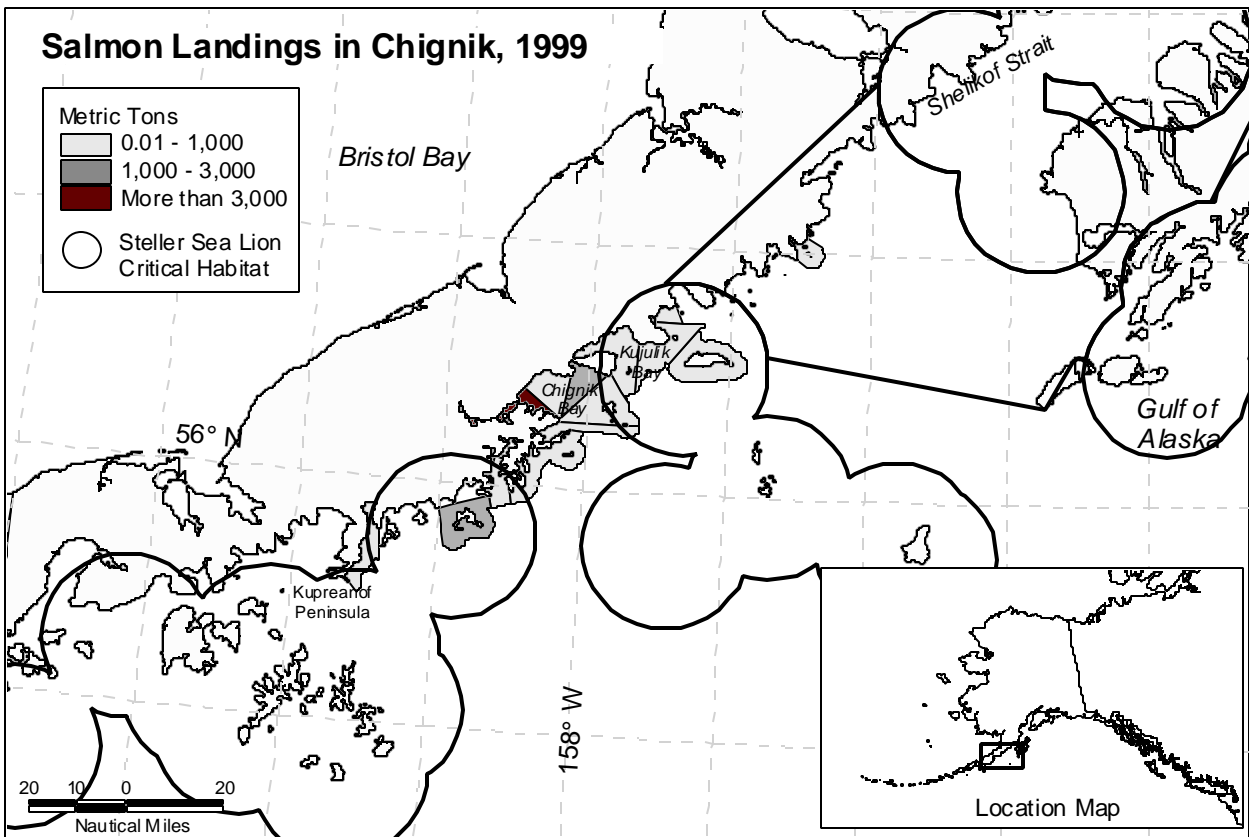 Salmon Landings in Chignik, 1999
Metric Tons
0.01 - 1,000
1,000 - 3,000
More than 3,000
Steller Sea Lion
Critical Habitat
Bristol Bay
Shelikof Strait
Kujulik
Bay
Chignik
Bay
Gulf of
Alaska
56° N
Kupreanof
Peninsula
158° W
20 10 0 20
Nautical Miles
Location Map